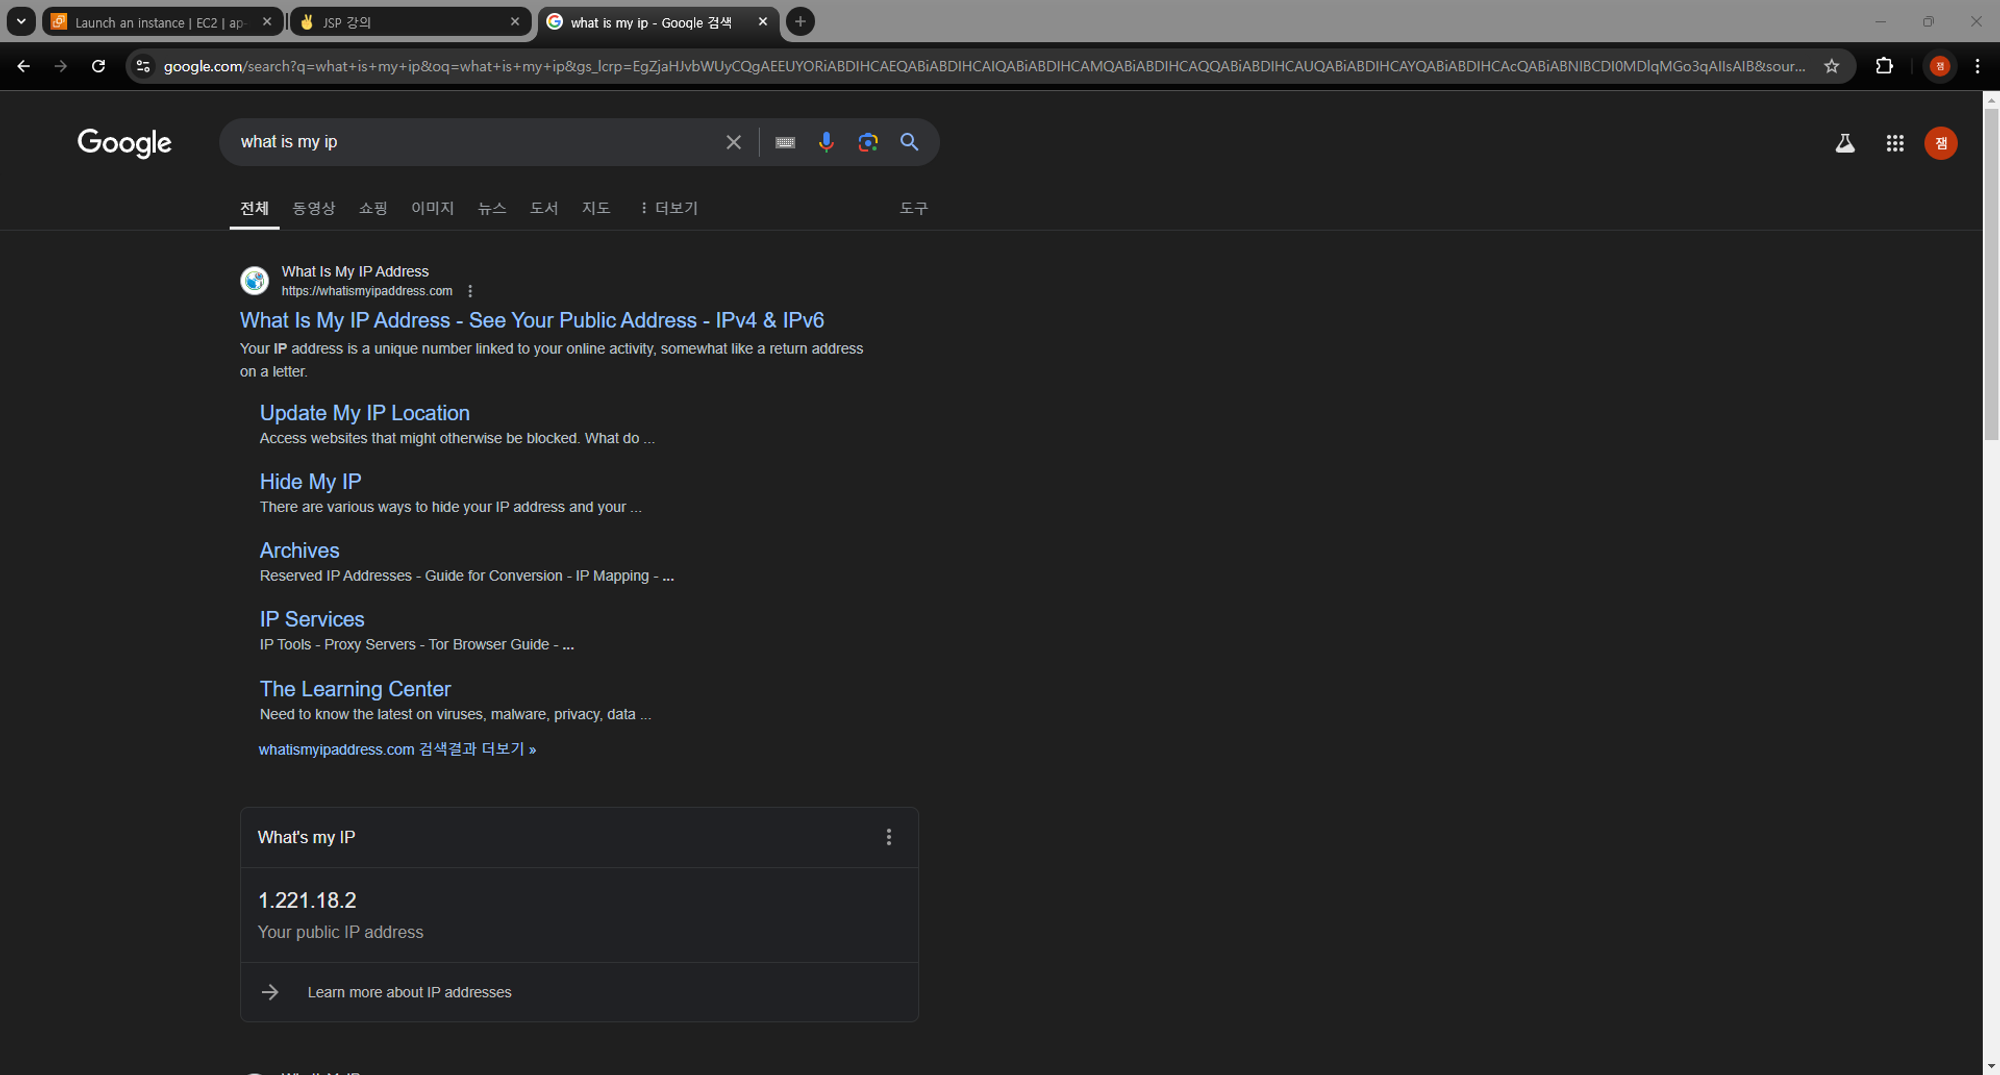 Launch an instance | EC2 | ap-
JSP 강의
what is my ip - Google 검색
google.com/search?q=what+is+my+ip&oq=what+is+my+ip&gs_lcrp=EgZjaHJvbWUyCQgAEEUYORiABDIHCAEQABiABDIHCAIQABiABDIHCAMQABiABDIHCAQQABiABDIHCAUQABiABDIHCAYQABiABDIHCAcQABiABNIBCDI0MDlqMGo3qAIIsAIB&sour...
잼
Google
what is my ip
잼
전체 동영상 쇼핑 이미지 뉴스 도서 지도 더보기 도구
What Is My IP Address
https://whatismyipaddress.com
What Is My IP Address - See Your Public Address - IPv4 & IPv6
Your IP address is a unique number linked to your online activity, somewhat like a return address
on a letter.
Update My IP Location
Access websites that might otherwise be blocked. What do ...
Hide My IP
There are various ways to hide your IP address and your ...
Archives
Reserved IP Addresses - Guide for Conversion - IP Mapping - ...
IP Services
IP Tools - Proxy Servers - Tor Browser Guide - ...
The Learning Center
Need to know the latest on viruses, malware, privacy, data ...
whatismyipaddress.com 검색결과 더보기 »
What's my IP
1.221.18.2
Your public IP address
Learn more about IP addresses